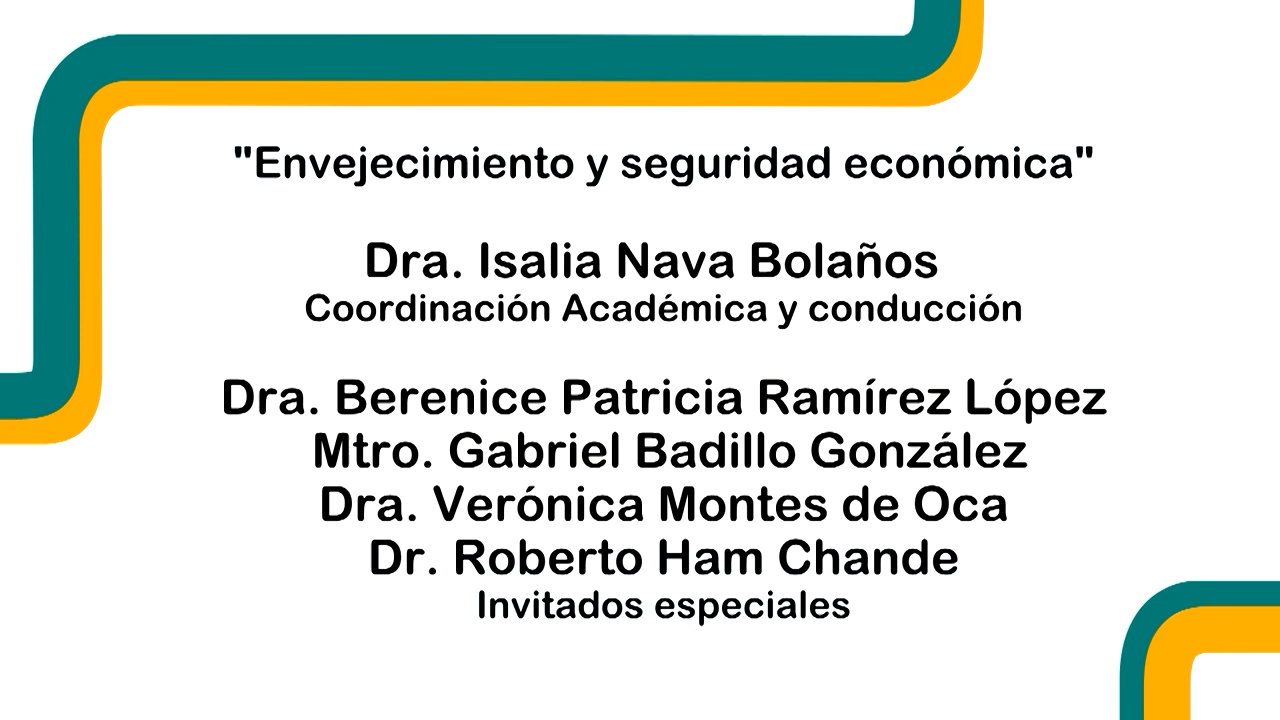 "Envejecimiento y seguridad económica"
Dra. Isalia Nava Bolaños
Coordinación Académica y conducción
Dra. Berenice Patricia Ramírez López
Mtro. Gabriel Badillo González
Dra. Verónica Montes de Oca
Dr. Roberto Ham Chande
Invitados especiales